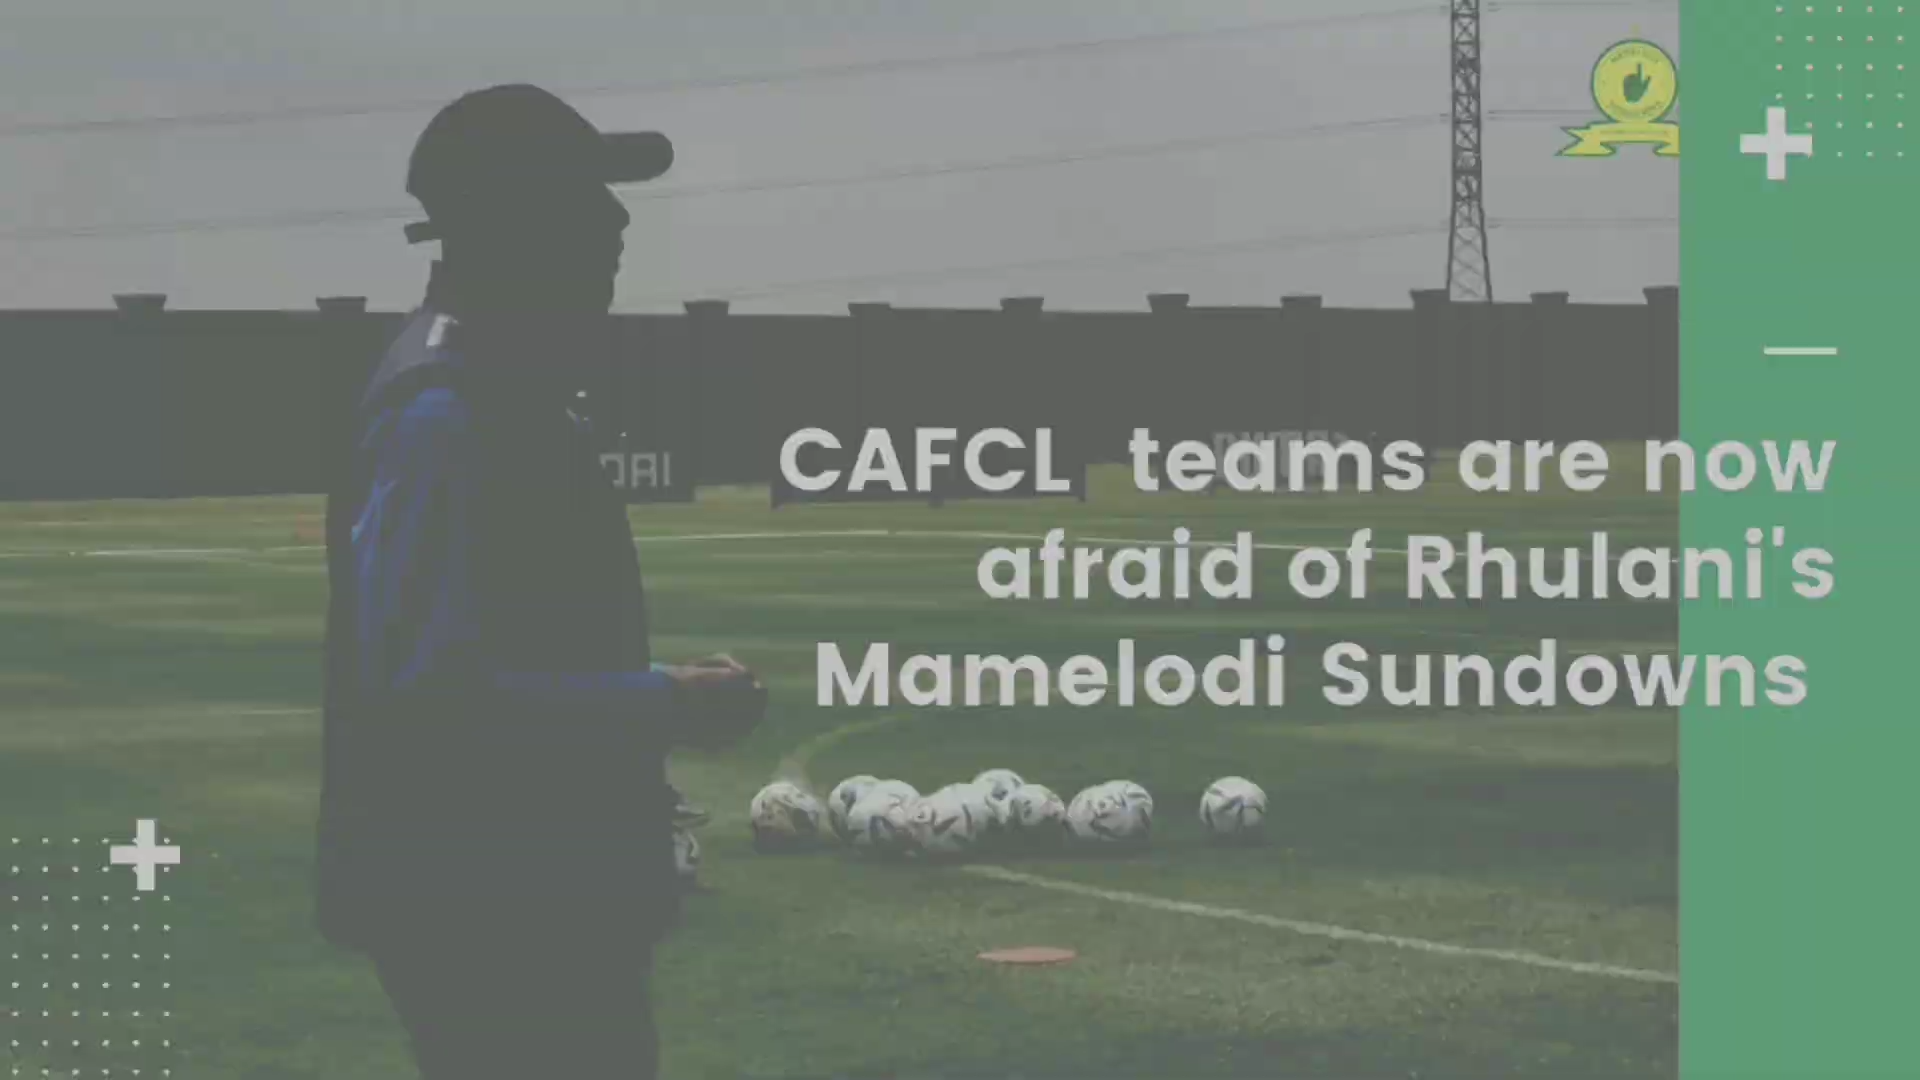 CAFCL teams are now
afraid of Rhulani's
Mamelodi Sundowns